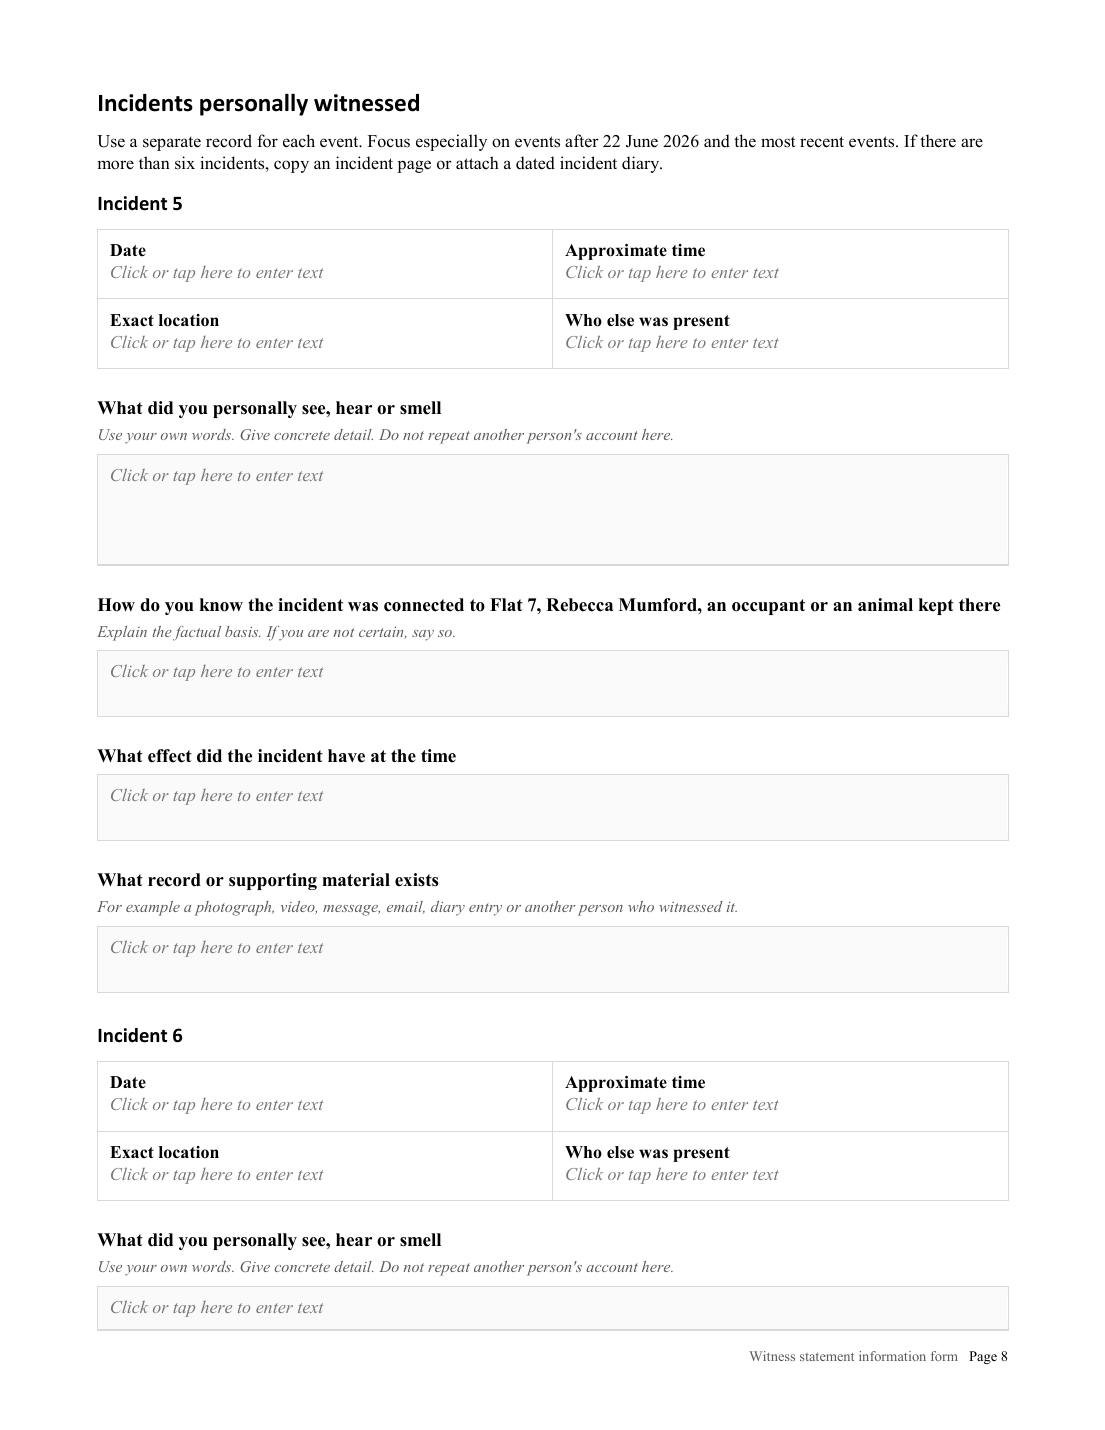 Incidents personally witnessed
Use a separate record for each event. Focus especially on events after 22 June 2026 and the most recent events. If there are
more than six incidents, copy an incident page or attach a dated incident diary.
Incident 5
Date
Click or tap here to enter text
Approximate time
Click or tap here to enter text
Exact location
Click or tap here to enter text
Who else was present
Click or tap here to enter text
What did you personally see, hear or smell
Use your own words. Give concrete detail. Do not repeat another person's account here.
Click or tap here to enter text
How do you know the incident was connected to Flat 7, Rebecca Mumford, an occupant or an animal kept there
Explain the factual basis. If you are not certain, say so.
Click or tap here to enter text
What effect did the incident have at the time
Click or tap here to enter text
What record or supporting material exists
For example a photograph, video, message, email, diary entry or another person who witnessed it.
Click or tap here to enter text
Incident 6
Date
Click or tap here to enter text
Approximate time
Click or tap here to enter text
Exact location
Click or tap here to enter text
Who else was present
Click or tap here to enter text
What did you personally see, hear or smell
Use your own words. Give concrete detail. Do not repeat another person's account here.
Click or tap here to enter text
Witness statement information form Page 8